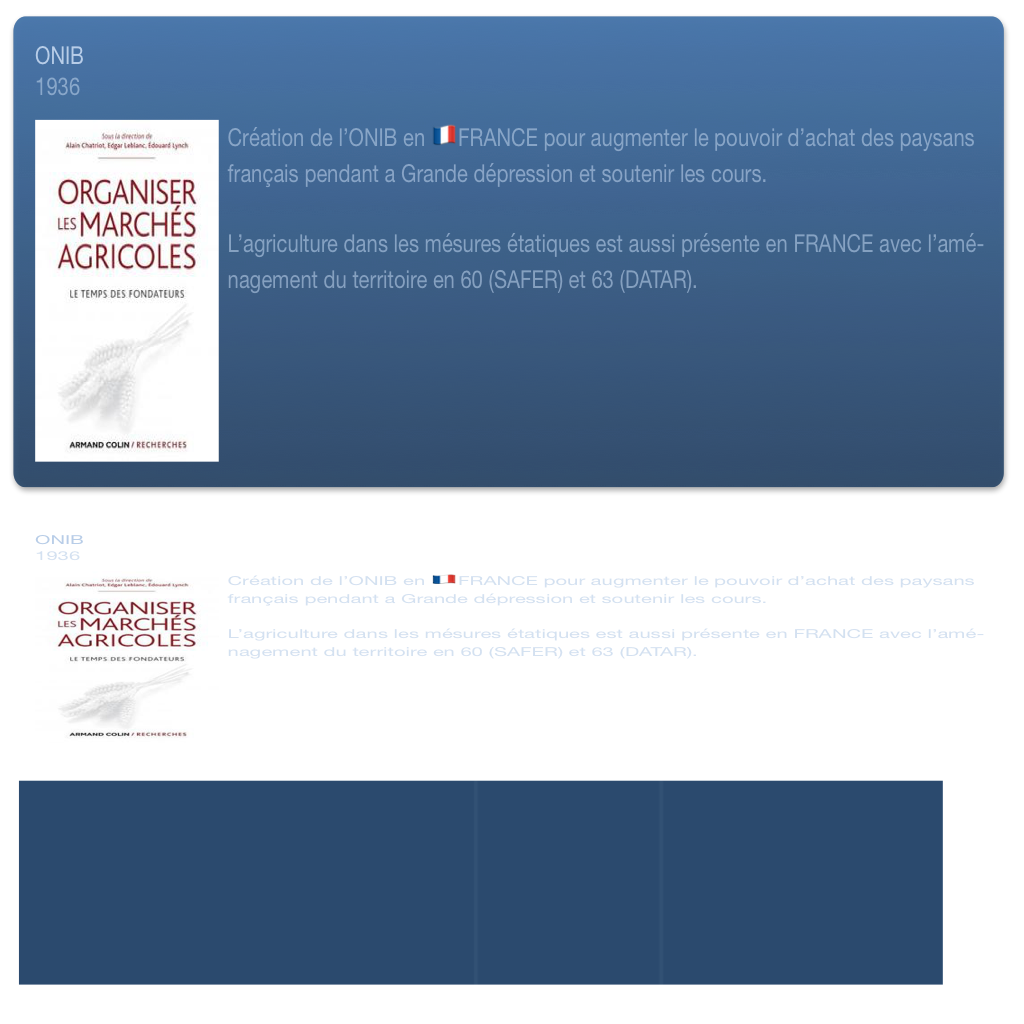 ONIB
1936
Sous la direction de
Alain Chatriot, Edgar Leblanc, Édouard Lynch
ORGANISER
LES MARCHÉS
AGRICOLES
LE TEMPS DES FONDATEURS
ARMAND COLIN / RECHERCHES
Création de l’ONIB en 🇫🇷FRANCE pour augmenter le pouvoir d’achat des paysans
français pendant a Grande dépression et soutenir les cours.
L’agriculture dans les mésures étatiques est aussi présente en FRANCE avec l’amé-
nagement du territoire en 60 (SAFER) et 63 (DATAR).
ONIB
1936
Sous la direction de
Alain Chatriot, Edgar Leblanc, Édouard Lynch
ORGANISER
LES MARCHÉS
AGRICOLES
LE TEMPS DES FONDATEURS
ARMAND COLIN / RECHERCHES
Création de l’ONIB en 🇫🇷FRANCE pour augmenter le pouvoir d’achat des paysans
français pendant a Grande dépression et soutenir les cours.
L’agriculture dans les mésures étatiques est aussi présente en FRANCE avec l’amé-
nagement du territoire en 60 (SAFER) et 63 (DATAR).